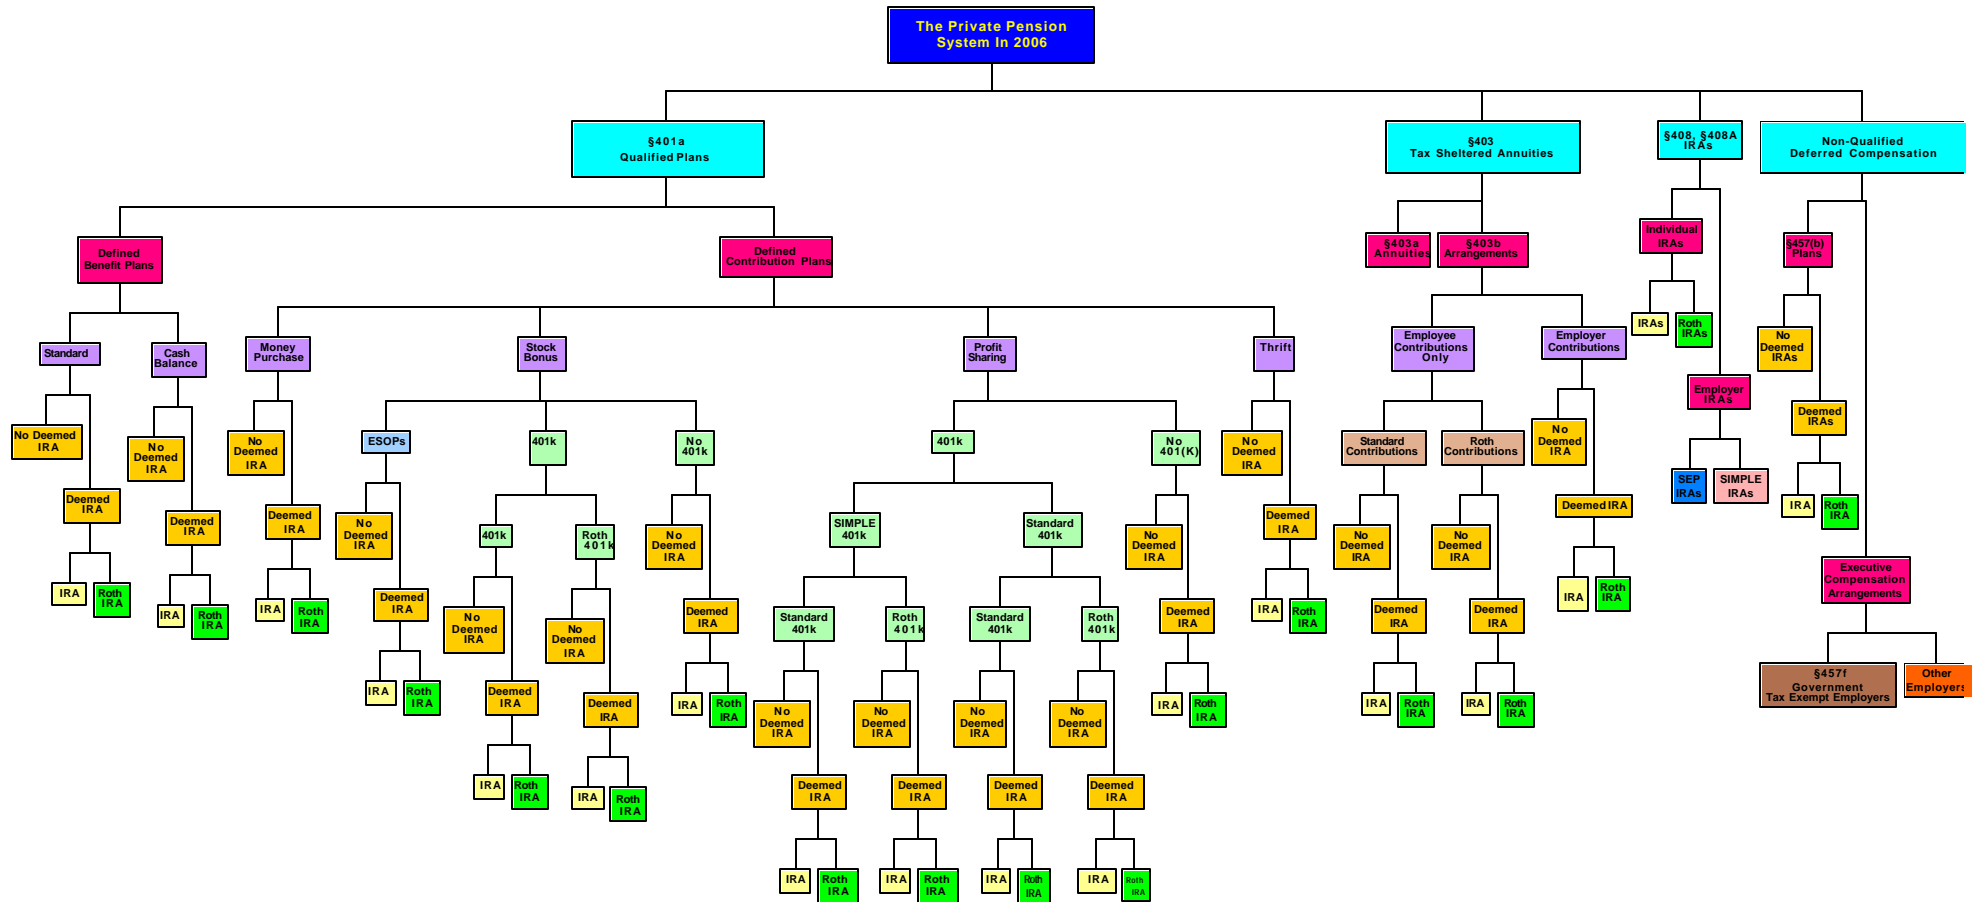 The Private Pension
System In 2006
§401a
Qualified Plans
§403
Tax Sheltered Annuities
§408, §408A
IRAs
Non-Qualified
Deferred Compensation
Defined
Benefit Plans
Defined
Contribution Plans
§403a
Annuities
§403b
Arrangements
Individual
IRAs
§457(b)
Plans
Standard
Cash
Balance
Money
Purchase
Stock
Bonus
Profit
Sharing
Thrift
Employee
Contributions
Only
Employer
Contributions
IRAs
Roth
IRAs
No
Deemed
IRAs
Employer
IRAs
Deemed
IRAs
No Deemed
IRA
No
Deemed
IRA
No
Deemed
IRA
ESOPs
401k
No
401k
401k
No
401(K)
No
Deemed
IRA
Standard
Contributions
Roth
Contributions
No
Deemed
IRA
SEP
IRAs
SIMPLE
IRAs
IRA
Roth
IRA
Deemed
IRA
Deemed
IRA
Deemed
IRA
No
Deemed
IRA
401k
Roth
401k
No
Deemed
IRA
SIMPLE
401k
Standard
401k
No
Deemed
IRA
Deemed
IRA
No
Deemed
IRA
No
Deemed
IRA
Deemed IRA
Executive
Compensation
Arrangements
IRA
Roth
IRA
IRA
Roth
IRA
IRA
Roth
IRA
Deemed
IRA
No
Deemed
IRA
No
Deemed
IRA
Deemed
IRA
Standard
401k
Roth
401k
Standard
401k
Roth
401k
Deemed
IRA
IRA
Roth
IRA
Deemed
IRA
Deemed
IRA
IRA
Roth
IRA
§457f
Government
Tax Exempt Employers
Other
Employers
IRA
Roth
IRA
Deemed
IRA
Deemed
IRA
IRA
Roth
IRA
No
Deemed
IRA
No
Deemed
IRA
No
Deemed
IRA
No
Deemed
IRA
IRA
Roth
IRA
IRA
Roth
IRA
IRA
Roth
IRA
IRA
Roth
IRA
IRA
Roth
IRA
Deemed
IRA
Deemed
IRA
Deemed
IRA
Deemed
IRA
IRA
Roth
IRA
IRA
Roth
IRA
IRA
Roth
IRA
IRA
Roth
IRA